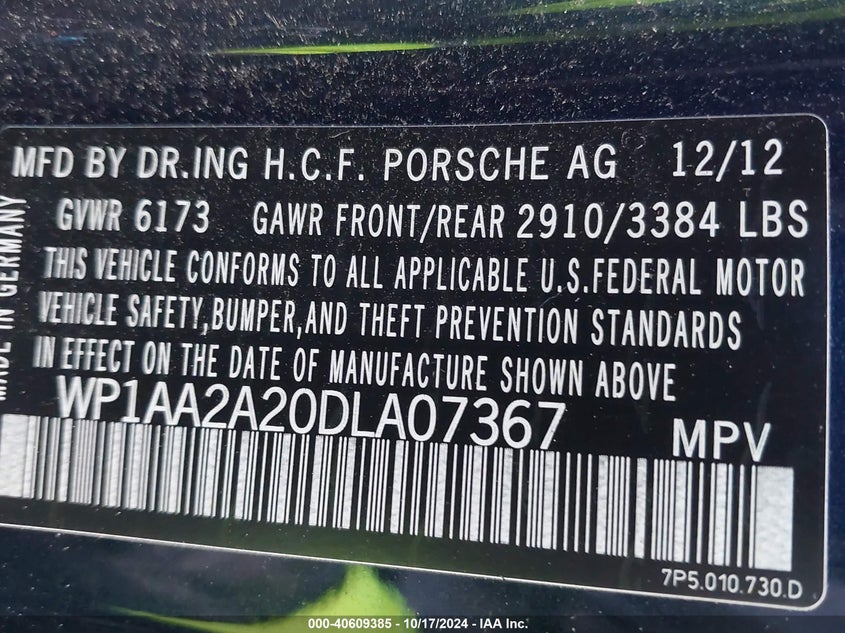 MFD BY DR.ING H.C.F. PORSCHE AG 12/12
GVWR 6173 GAWR FRONT/REAR 2910/3384 LBS
THIS VEHICLE CONFORMS TO ALL APPLICABLE U.S.FEDERAL MOTOR
VEHICLE SAFETY,BUMPER,AND THEFT PREVENTION STANDARDS
IN EFFECT ON THE DATE OF MANUFACTURE SHOWN ABOVE
WP1AA2A20DLA07367 MPV
7P5.010.730.D
MADE IN GERMANY
000-40609385 - 10/17/2024 - IAA Inc.